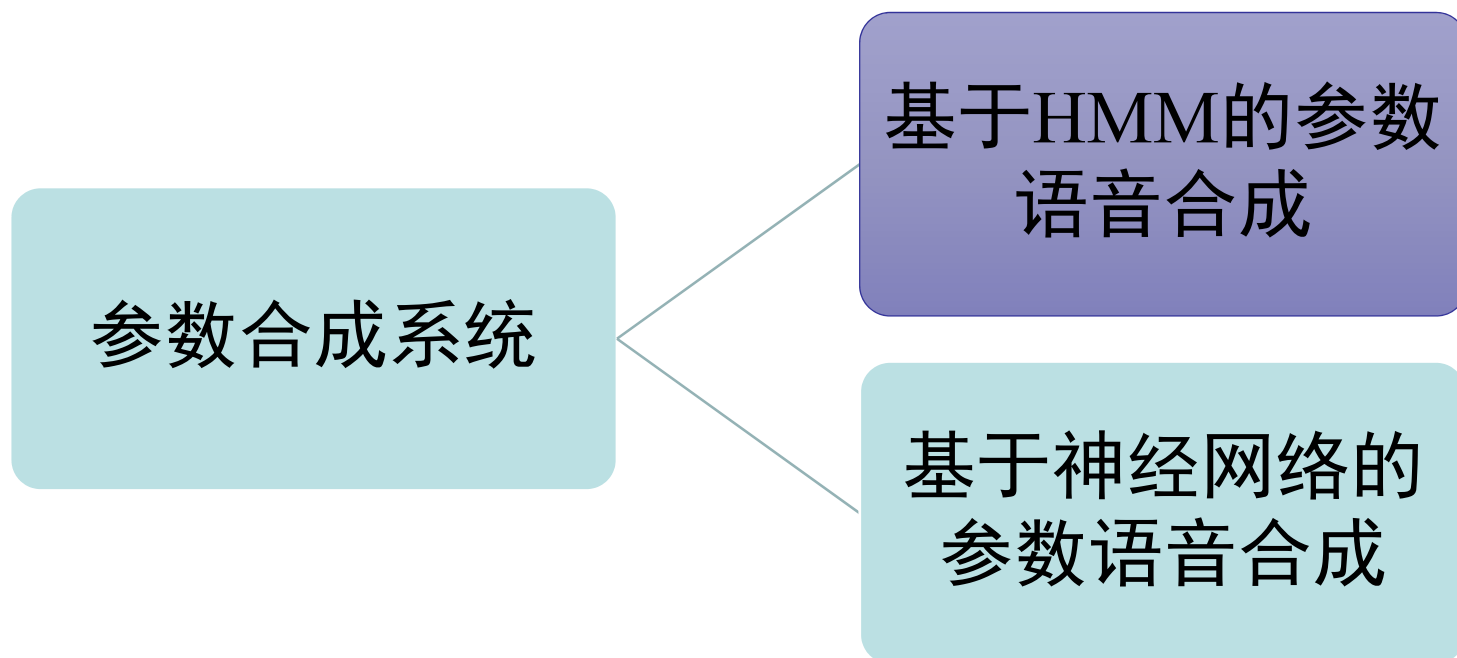 基于HMM的参数
语音合成
参数合成系统
基于神经网络的
参数语音合成